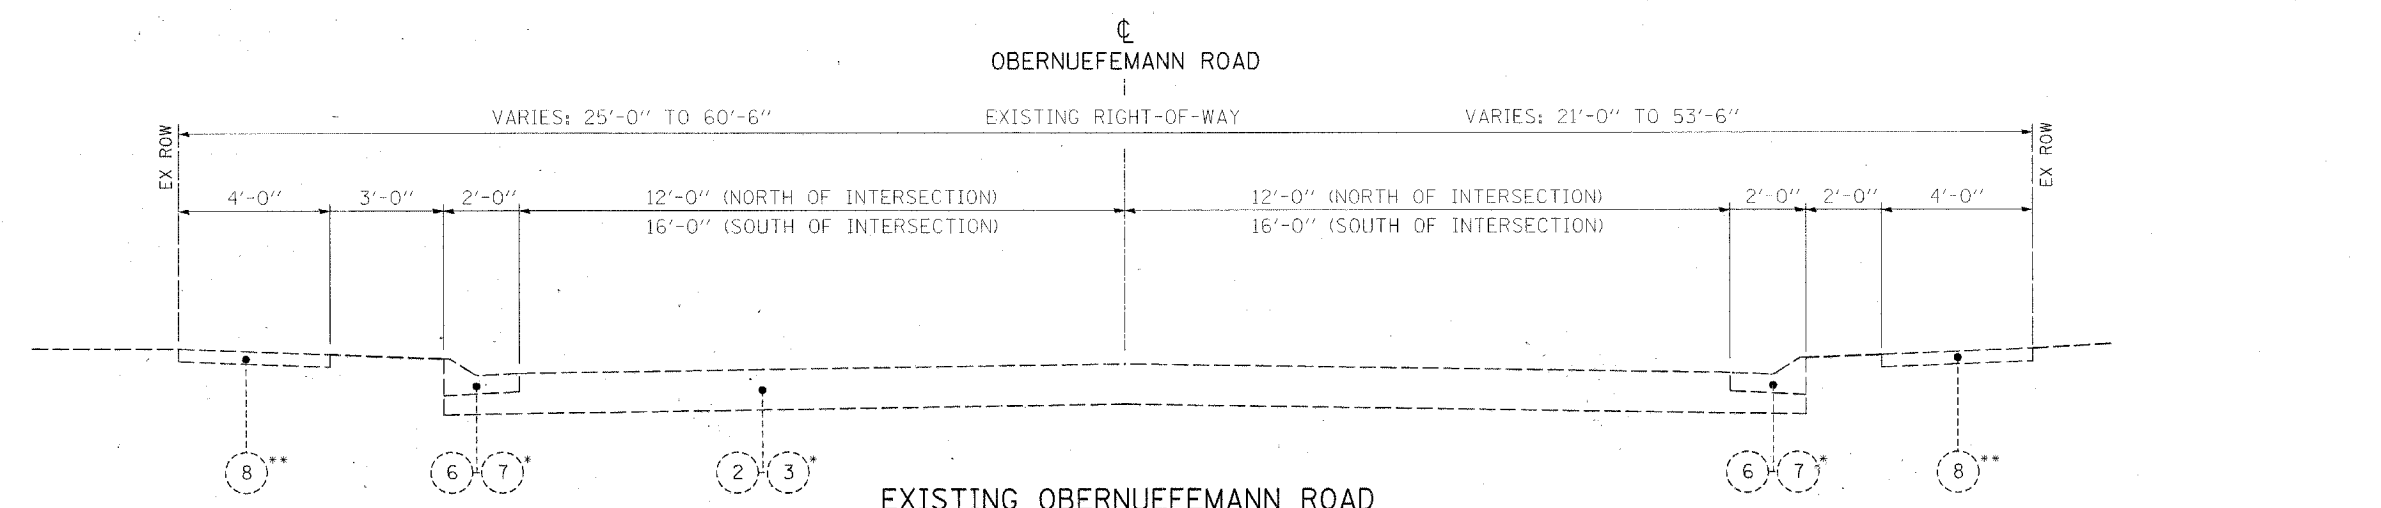 ℄
OBERNUEFEMANN ROAD
VARIES: 25'-0" TO 60'-6" EXISTING RIGHT-OF-WAY VARIES: 21'-0" TO 53'-6"
EX ROW
EX ROW
4'-0" 3'-0" 2'-0" 12'-0" (NORTH OF INTERSECTION) 12'-0" (NORTH OF INTERSECTION) 2'-0" 2'-0" 4'-0"
16'-0" (SOUTH OF INTERSECTION) 16'-0" (SOUTH OF INTERSECTION)
8** 6-7* 2-3* 6-7* 8**
EXISTING OBERNUEFEMANN ROAD